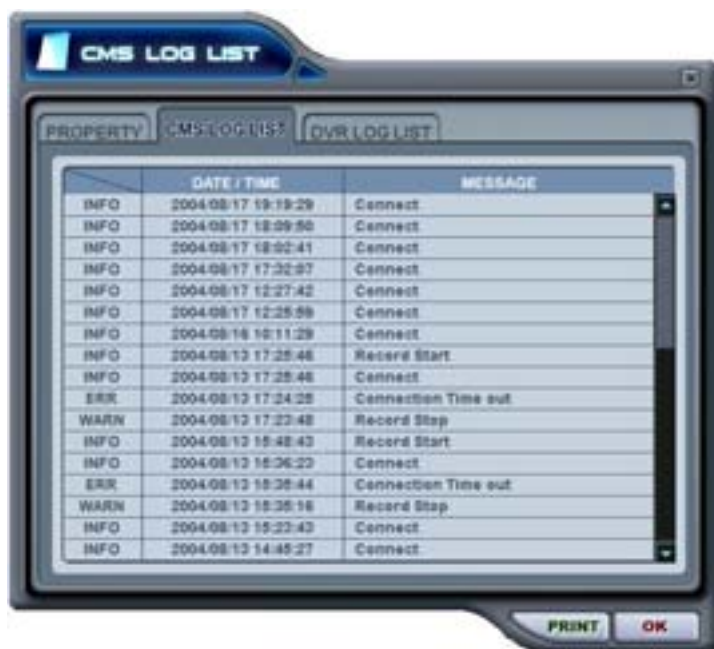 CMS LOG LIST
PROPERTY CMS LOG LIST DVR LOG LIST
DATE / TIME MESSAGE
INFO 2004/08/17 19:19:29 Connect
INFO 2004/08/17 18:09:50 Connect
INFO 2004/08/17 18:02:41 Connect
INFO 2004/08/17 17:32:07 Connect
INFO 2004/08/17 12:27:42 Connect
INFO 2004/08/17 12:25:59 Connect
INFO 2004/08/16 10:11:29 Connect
INFO 2004/08/13 17:25:46 Record Start
INFO 2004/08/13 17:25:46 Connect
ERR 2004/08/13 17:24:25 Connection Time out
WARN 2004/08/13 17:23:48 Record Stop
INFO 2004/08/13 15:48:43 Record Start
INFO 2004/08/13 15:36:23 Connect
ERR 2004/08/13 15:35:44 Connection Time out
WARN 2004/08/13 15:35:16 Record Stop
INFO 2004/08/13 15:23:43 Connect
INFO 2004/08/13 14:45:27 Connect
PRINT OK